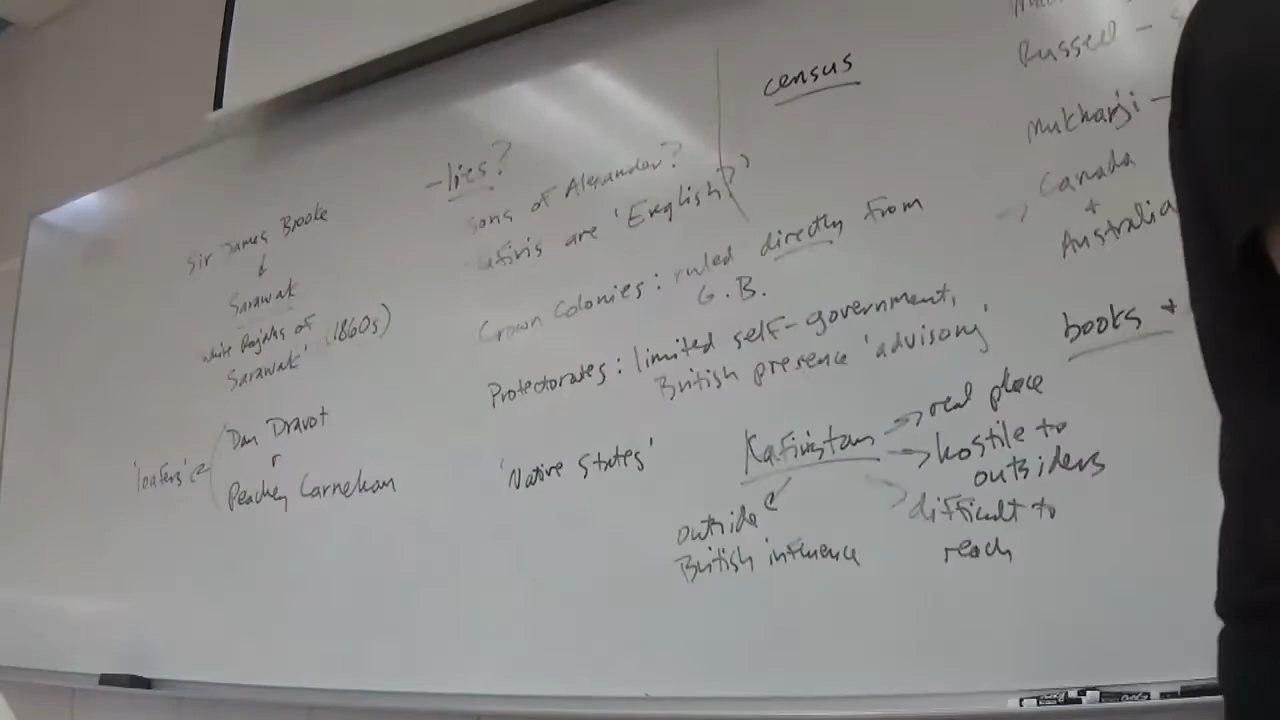 Sir James Brooke
↓
Sarawak
White Rajahs of
Sarawak' (1860s)
'loafers'
Dan Dravot
Peachey Carnehan
-lies?
sons of Alexander?
Kafiris are 'English'?
Crown Colonies: ruled directly from
G.B.
Protectorates: limited self-government,
British presence 'advisory'
'Native States'
Kafiristan
→ real place
→ hostile to
outsiders
difficult to
reach
outside
British influence
census
Russell -
Mukharji -
→ Canada
+
Australia
books +